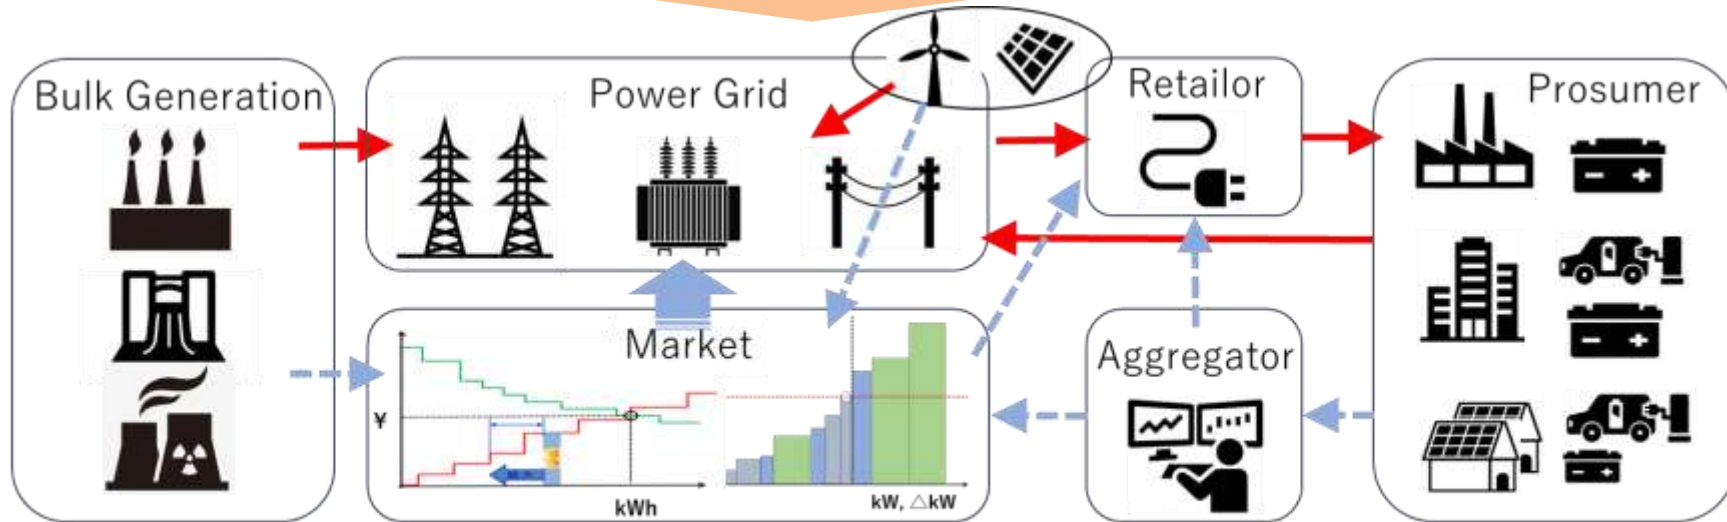 Bulk Generation
Power Grid
Retailor
Prosumer
Market
¥
kWh
kW, △kW
Aggregator